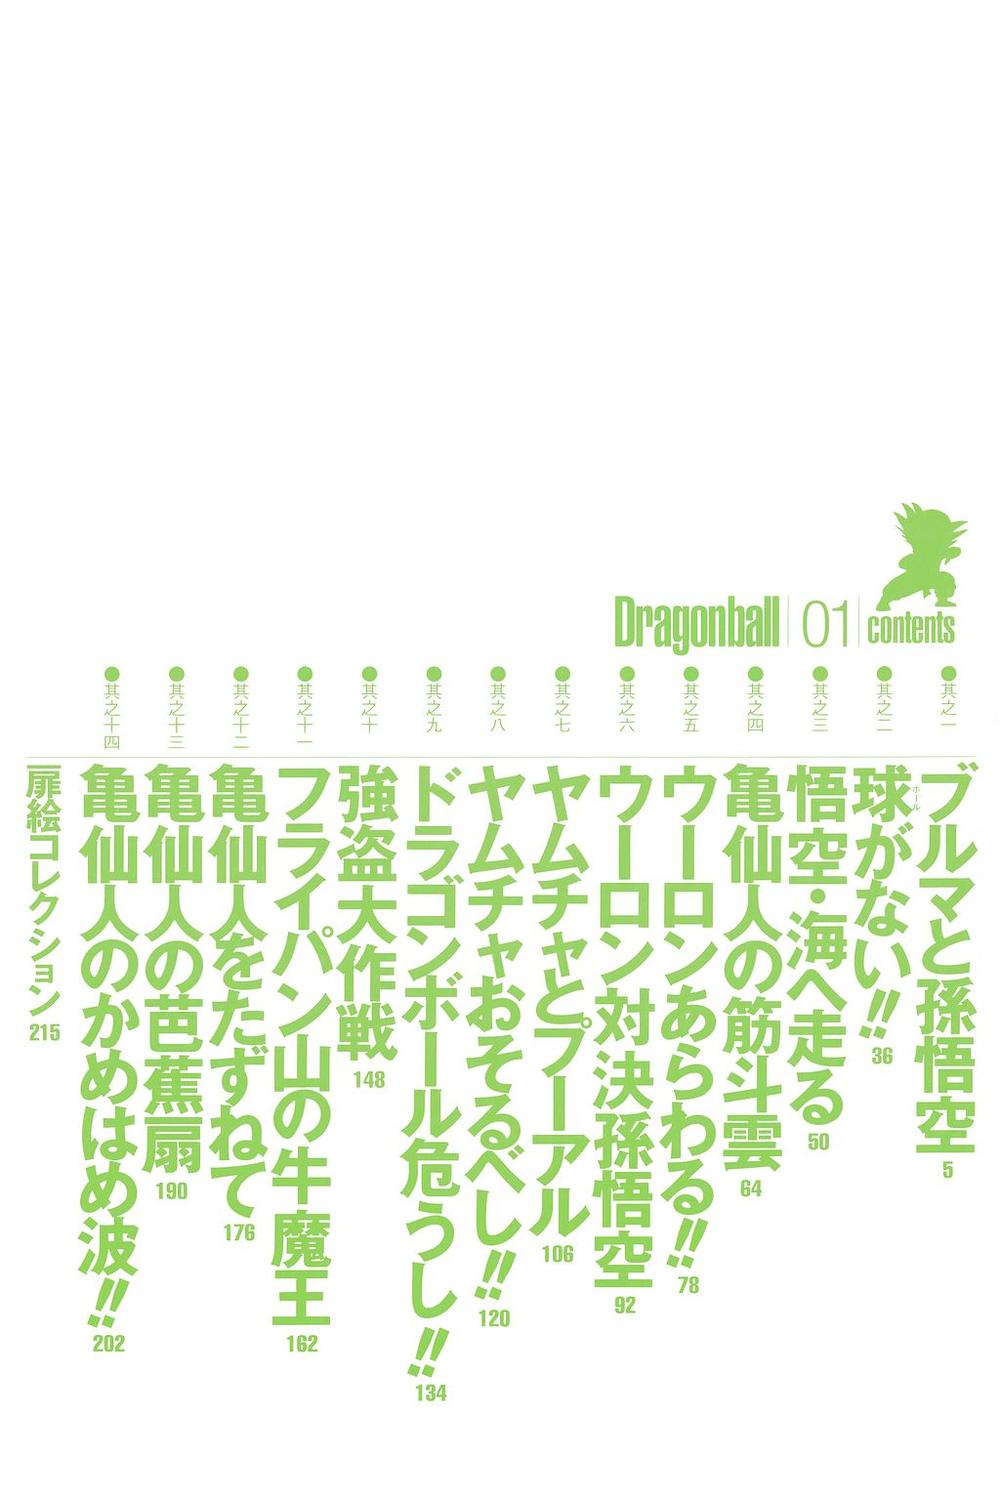 Dragonball 01 contents
其之一 ブルマと孫悟空 5
其之二 球がない!! 36
ホール
其之三 悟空・海へ走る 50
其之四 亀仙人の筋斗雲 64
其之五 ウーロンあらわる!! 78
其之六 ウーロン対決孫悟空 92
其之七 ヤムチャとプーアル 106
其之八 ヤムチャおそるべし!! 120
其之九 ドラゴンボール危うし!! 134
其之十 強盗大作戦 148
其之十一 フライパン山の牛魔王 162
其之十二 亀仙人をたずねて 176
其之十三 亀仙人の芭蕉扇 190
其之十四 亀仙人のかめはめ波!! 202
扉絵コレクション 215